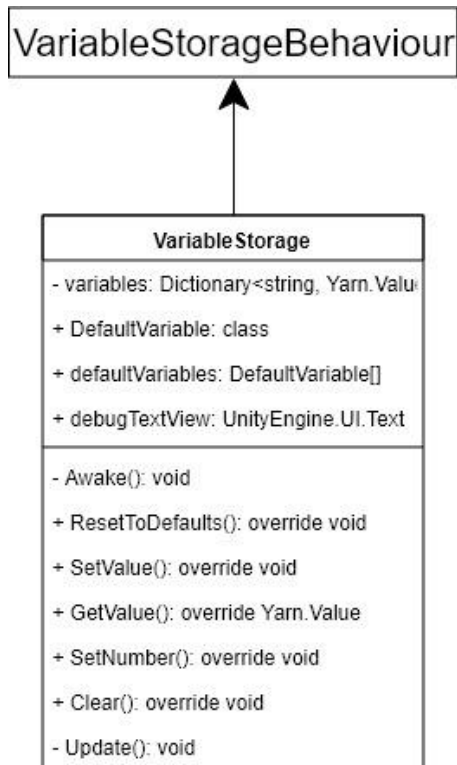 VariableStorageBehaviour
VariableStorage
- variables: Dictionary<string, Yarn.Valu
+ DefaultVariable: class
+ defaultVariables: DefaultVariable[]
+ debugTextView: UnityEngine.UI.Text
- Awake(): void
+ ResetToDefaults(): override void
+ SetValue(): override void
+ GetValue(): override Yarn.Value
+ SetNumber(): override void
+ Clear(): override void
- Update(): void